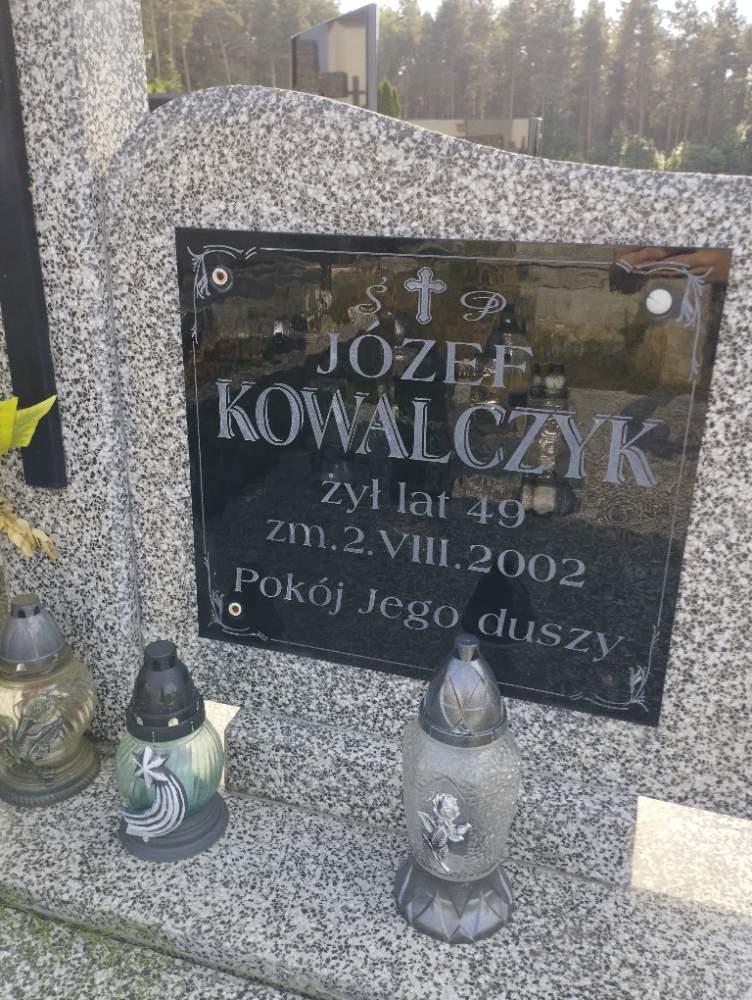 Ś P
JÓZEF
KOWALCZYK
żył lat 49
zm.2.VIII.2002
Pokój Jego duszy